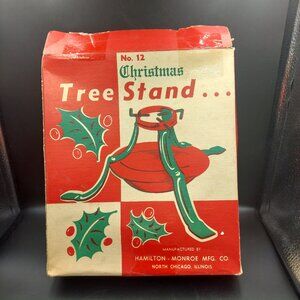 No. 12
Christmas
Tree Stand...
MANUFACTURED BY
HAMILTON - MONROE MFG. CO
NORTH CHICAGO, ILLINOIS